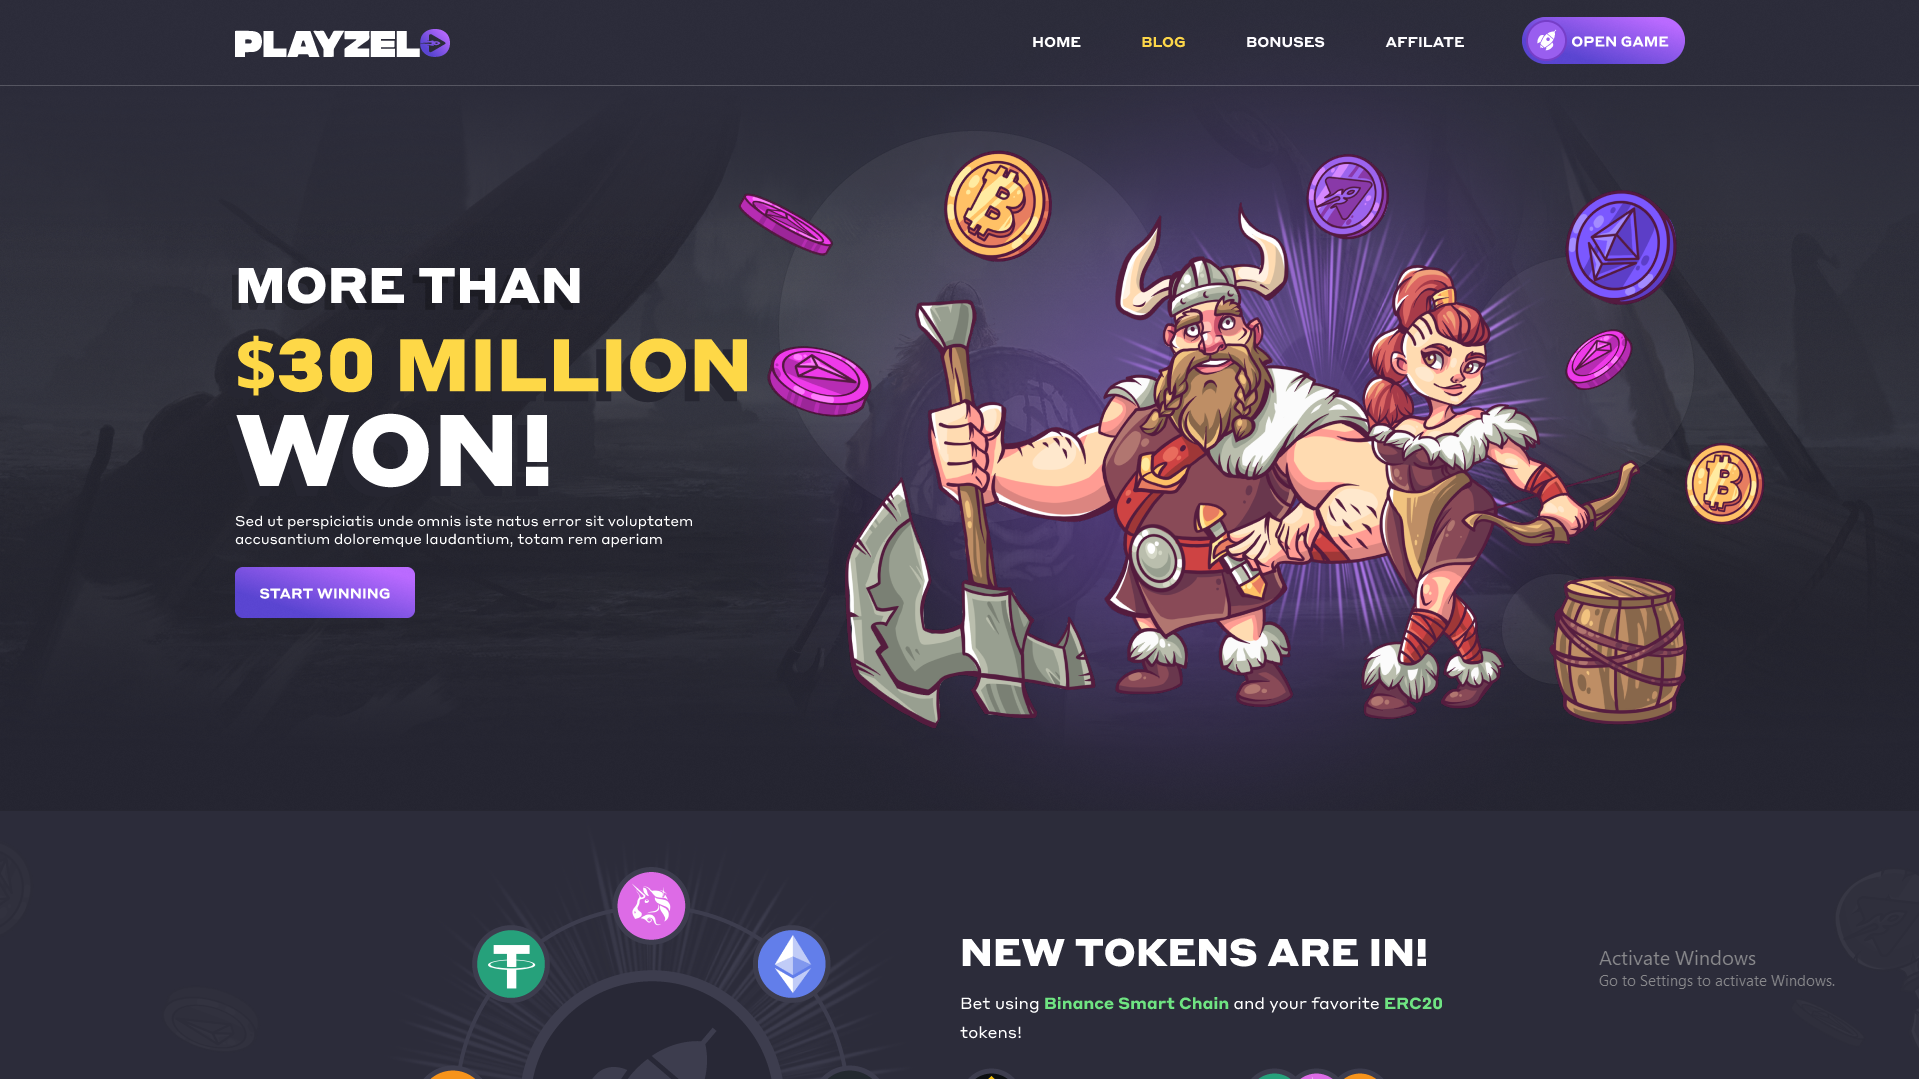 PLAYZEL
HOME
BLOG
BONUSES
AFFILATE
OPEN GAME
MORE THAN
$30 MILLION
WON!
Sed ut perspiciatis unde omnis iste natus error sit voluptatem
accusantium doloremque laudantium, totam rem aperiam
START WINNING
NEW TOKENS ARE IN!
Bet using Binance Smart Chain and your favorite ERC20
tokens!
Activate Windows
Go to Settings to activate Windows.